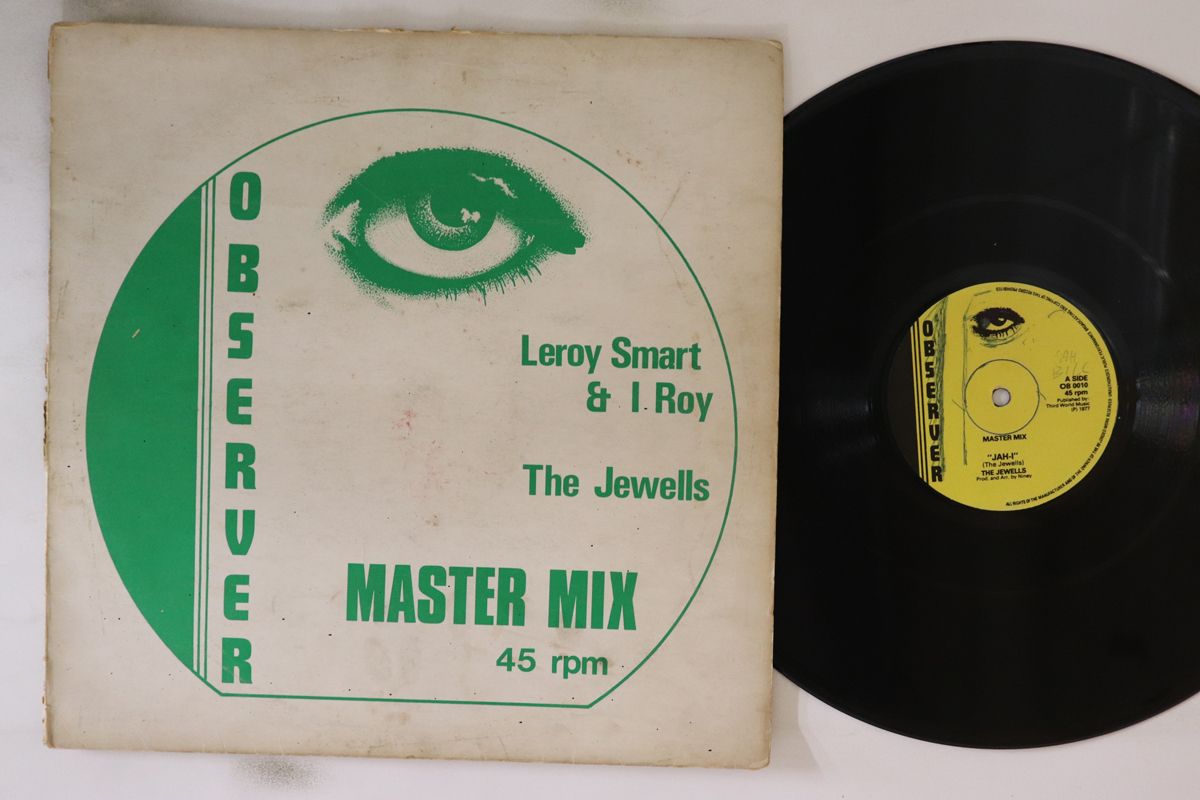 OBSERVER
Leroy Smart
& I Roy
The Jewells
MASTER MIX
45 rpm
OBSERVER
A SIDE
OB 0010
45 rpm
Published by:
Third World Music
(P) 1977
MASTER MIX
"JAH-I"
(The Jewells)
THE JEWELLS
Prod. and Arr. by Niney